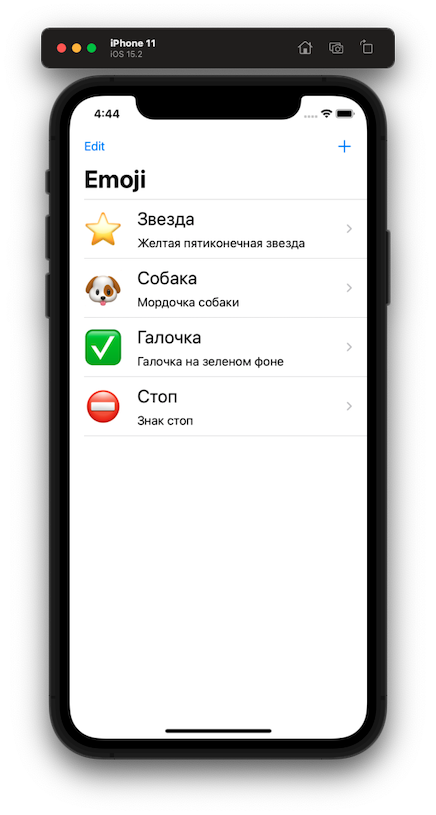 iPhone 11
iOS 15.2
4:44
Edit
Emoji
Звезда
Желтая пятиконечная звезда
Собака
Мордочка собаки
Галочка
Галочка на зеленом фоне
Стоп
Знак стоп